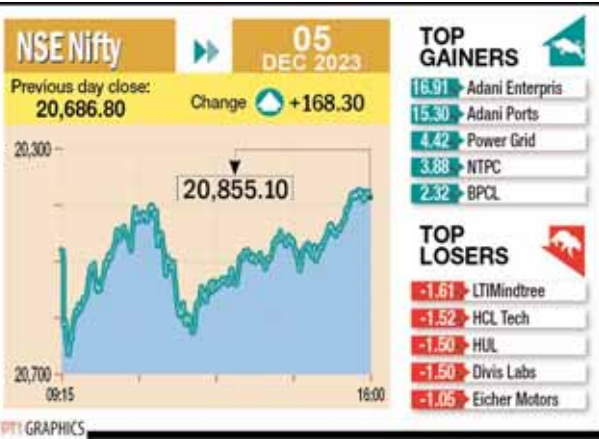 NSE Nifty
05
DEC 2023
Previous day close:
20,686.80
Change +168.30
20,300
20,855.10
20,700
09:15 16:00
TOP
GAINERS
16.91 Adani Enterpris
15.30 Adani Ports
4.42 Power Grid
3.88 NTPC
2.32 BPCL
TOP
LOSERS
-1.61 LTIMindtree
-1.52 HCL Tech
-1.50 HUL
-1.50 Divis Labs
-1.05 Eicher Motors
PTI GRAPHICS